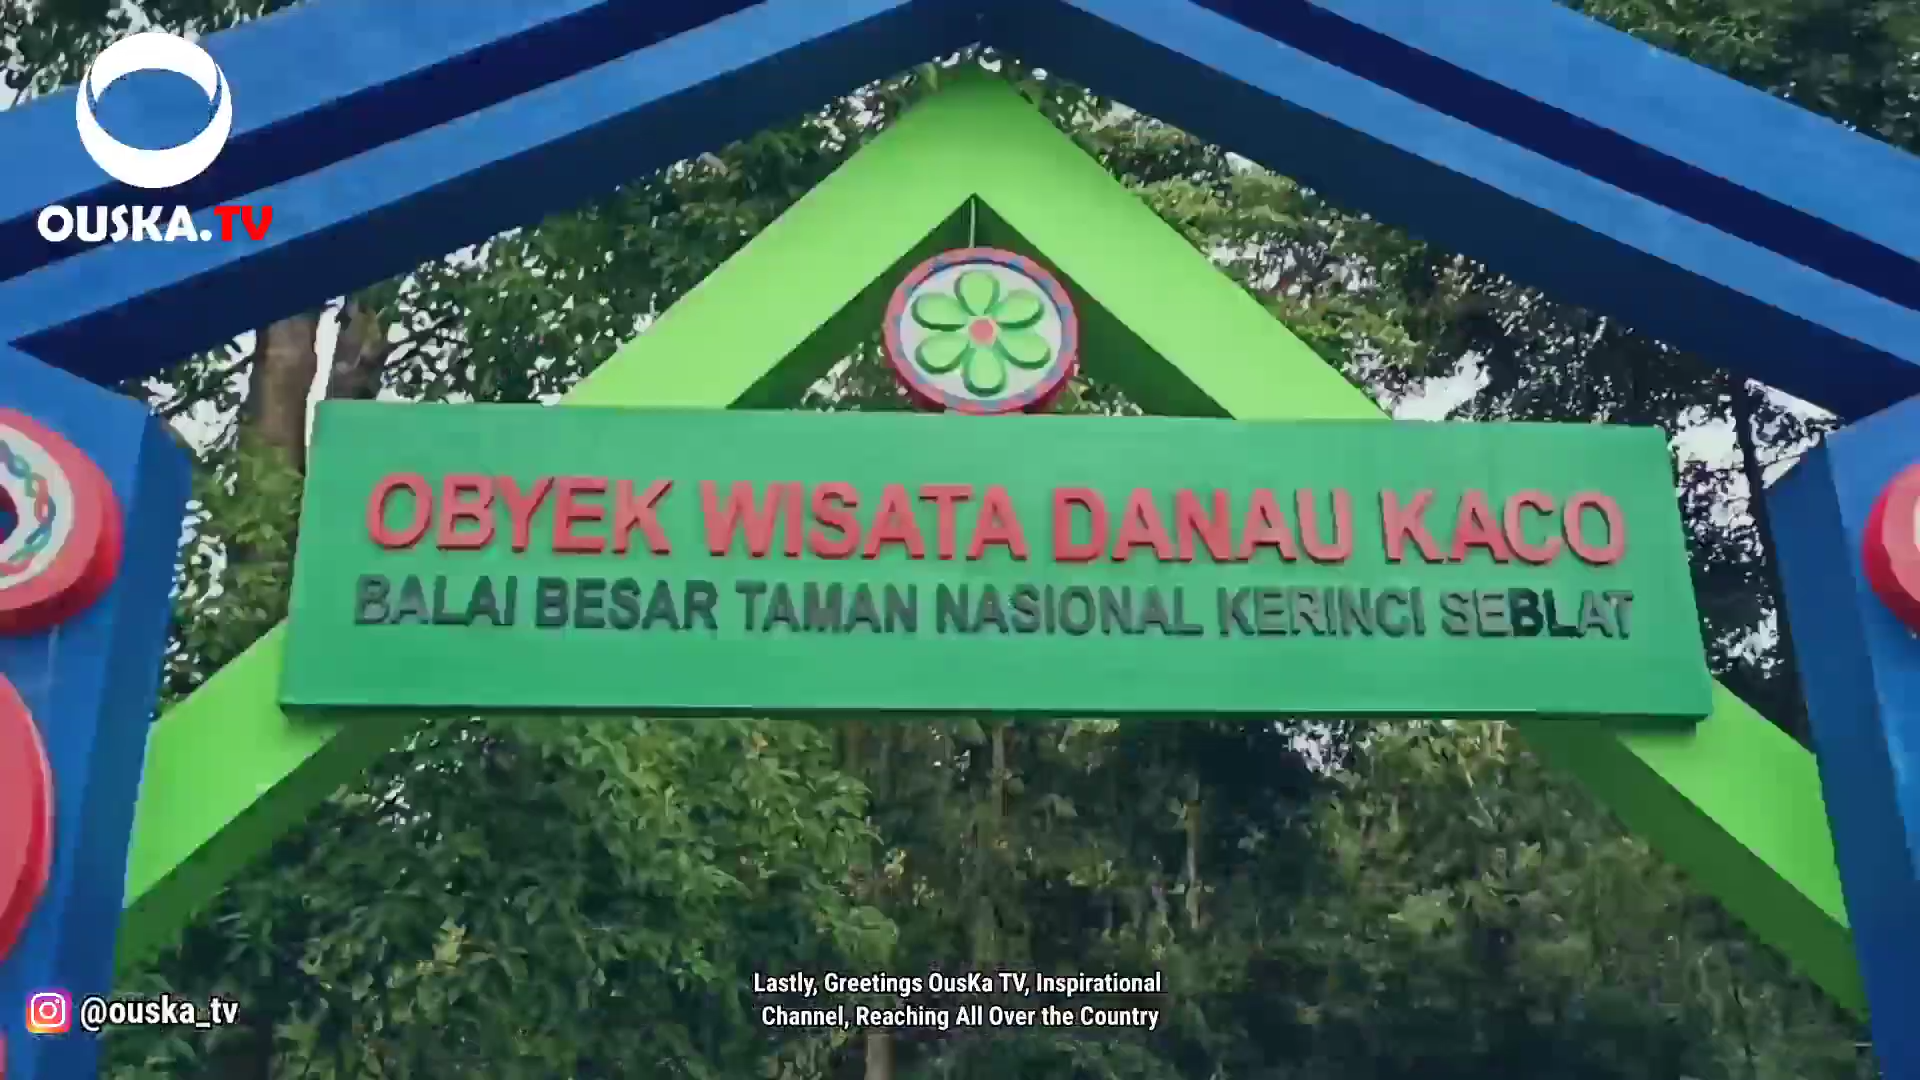 OUSKA.TV
OBYEK WISATA DANAU KACO
BALAI BESAR TAMAN NASIONAL KERINCI SEBLAT
Lastly, Greetings OusKa TV, Inspirational
Channel, Reaching All Over the Country
@ouska_tv